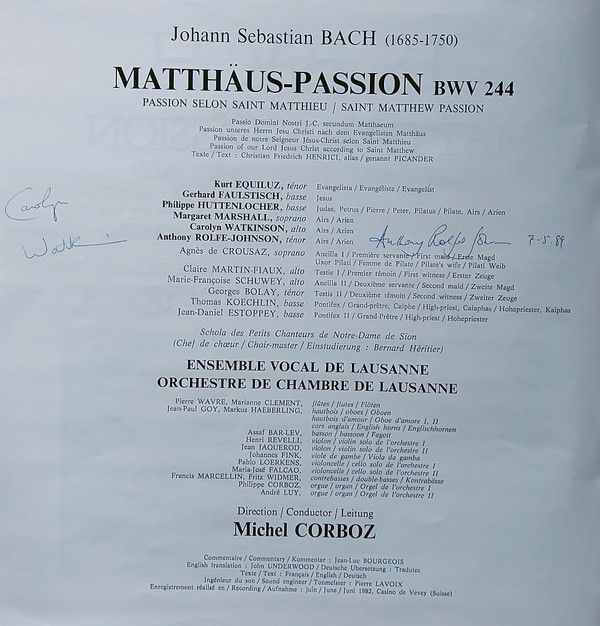 Johann Sebastian BACH (1685-1750)
MATTHÄUS-PASSION BWV 244
PASSION SELON SAINT MATTHIEU / SAINT MATTHEW PASSION
Passio Domini Nostri J.-C. secundum Matthaeum
Passion unseres Herrn Jesu Christi nach dem Evangelisten Matthäus
Passion de notre Seigneur Jésus-Christ selon Saint Matthieu
Passion of our Lord Jesus Christ according to Saint Matthew
Texte / Text : Christian Friedrich HENRICI, alias / genannt PICANDER
Kurt EQUILUZ, ténor Evangelista / Evangéliste / Evangelist
Gerhard FAULSTISCH, basse Jesus
Philippe HUTTENLOCHER, basse Judas, Petrus / Pierre / Peter, Pilatus / Pilate, Airs / Arien
Margaret MARSHALL, soprano Airs / Arien
Carolyn WATKINSON, alto Airs / Arien
Anthony ROLFE-JOHNSON, ténor Airs / Arien
Carolyn
Watkinson
Anthony Rolfe Johnson 7-5-89
Agnès de CROUSAZ, soprano Ancilla I / Première servante / First maid / Erste Magd
Uxor Pilati / Femme de Pilate / Pilate's wife / Pilati Weib
Claire MARTIN-FIAUX, alto Testis I / Premier témoin / First witness / Erster Zeuge
Marie-Françoise SCHUWEY, alto Ancilla II / Deuxième servante / Second maid / Zweite Magd
Georges BOLAY, ténor Testis II / Deuxième témoin / Second witness / Zweiter Zeuge
Thomas KOECHLIN, basse Pontifex / Grand-prêtre, Caïphe / High-priest, Caiaphas / Hohepriester, Kaiphas
Jean-Daniel ESTOPPEY, basse Pontifex II / Grand-Prêtre / High-priest / Hohepriester
Schola des Petits Chanteurs de Notre-Dame de Sion
(Chef de chœur / Choir-master / Einstudierung : Bernard Héritier)
ENSEMBLE VOCAL DE LAUSANNE
ORCHESTRE DE CHAMBRE DE LAUSANNE
Pierre WAVRE, Marianne CLEMENT, flûtes / flutes / Flöten
Jean-Paul GOY, Markus HAEBERLING, hautbois / oboes / Oboen
hautbois d'amour / Oboe d'amore I, II
cors anglais / English horns / Englischhornen
Assaf BAR-LEV, basson / bassoon / Fagott
Henri REVELLI, violon / violin solo de l'orchestre I
Jean JAQUEROD, violon / violin solo de l'orchestre II
Johannes FINK, viole de gambe / Viola da gamba
Pablo LOERKENS, violoncelle / cello solo de l'orchestre I
Maria-José FALCAO, violoncelle / cello solo de l'orchestre II
Francis MARCELLIN, Fritz WIDMER, contrebasses / double-basses / Kontrabässe
Philippe CORBOZ, orgue / organ / Orgel de l'orchestre I
André LUY, orgue / organ / Orgel de l'orchestre II
Direction / Conductor / Leitung
Michel CORBOZ
Commentaire / Commentary / Kommentar : Jean-Luc BOURGEOIS
English translation : John UNDERWOOD / Deutsche Übersetzung : Tradutec
Texte / Text : Français / English / Deutsch
Ingénieur du son / Sound engineer / Tonmeister : Pierre LAVOIX
Enregistrement réalisé en / Recording / Aufnahme : juin / June / Juni 1982, Casino de Vevey (Suisse)